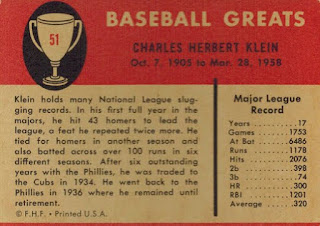 BASEBALL GREATS
51
CHARLES HERBERT KLEIN
Oct. 7, 1905 to Mar. 28, 1958
Klein holds many National League slug-
ging records. In his first full year in the
majors, he hit 43 homers to lead the
league, a feat he repeated twice more. He
tied for homers in another season and
also batted across over 100 runs in six
different seasons. After six outstanding
years with the Phillies, he was traded to
the Cubs in 1934. He went back to the
Phillies in 1936 where he remained until
retirement.
© F.H.F. • Printed U.S.A.
Major League
Record
Years ----- 17
Games ----- 1753
At Bat ---- 6486
Runs ------ 1178
Hits ------ 2076
2b -------- 398
3b -------- 74
HR -------- 300
RBI ------- 1201
Average --- .320